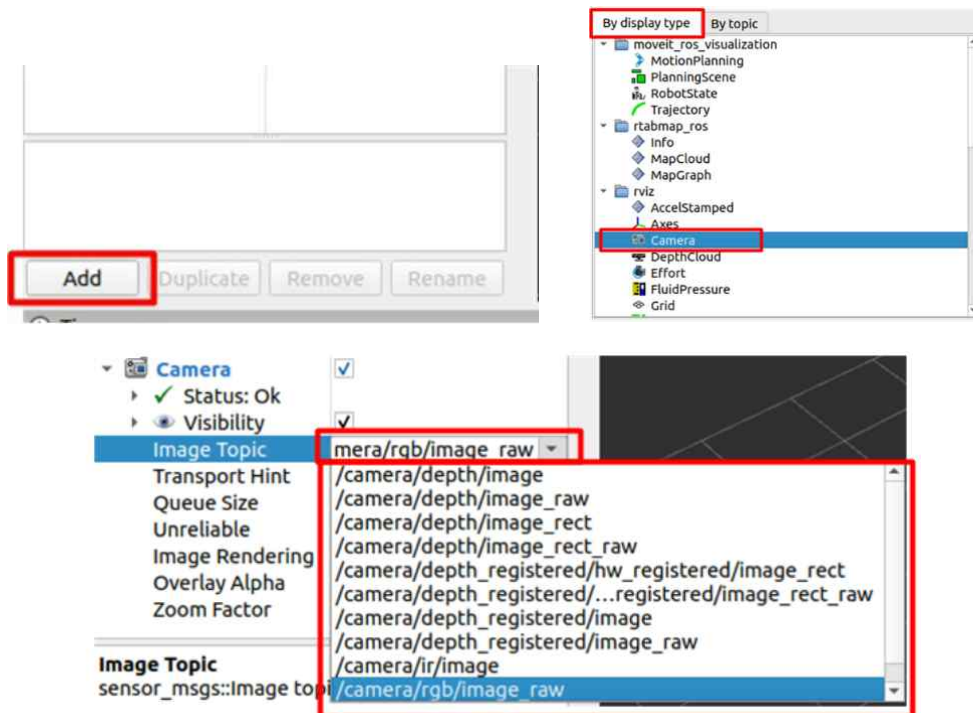 Add
Duplicate
Remove
Rename
By display type
By topic
moveit_ros_visualization
MotionPlanning
PlanningScene
RobotState
Trajectory
rtabmap_ros
Info
MapCloud
MapGraph
rviz
AccelStamped
Axes
Camera
DepthCloud
Effort
FluidPressure
Grid
Camera
Status: Ok
Visibility
Image Topic mera/rgb/image_raw
Transport Hint
Queue Size
Unreliable
Image Rendering
Overlay Alpha
Zoom Factor
/camera/depth/image
/camera/depth/image_raw
/camera/depth/image_rect
/camera/depth/image_rect_raw
/camera/depth_registered/hw_registered/image_rect
/camera/depth_registered/...registered/image_rect_raw
/camera/depth_registered/image
/camera/depth_registered/image_raw
/camera/ir/image
/camera/rgb/image_raw
Image Topic
sensor_msgs::Image topi